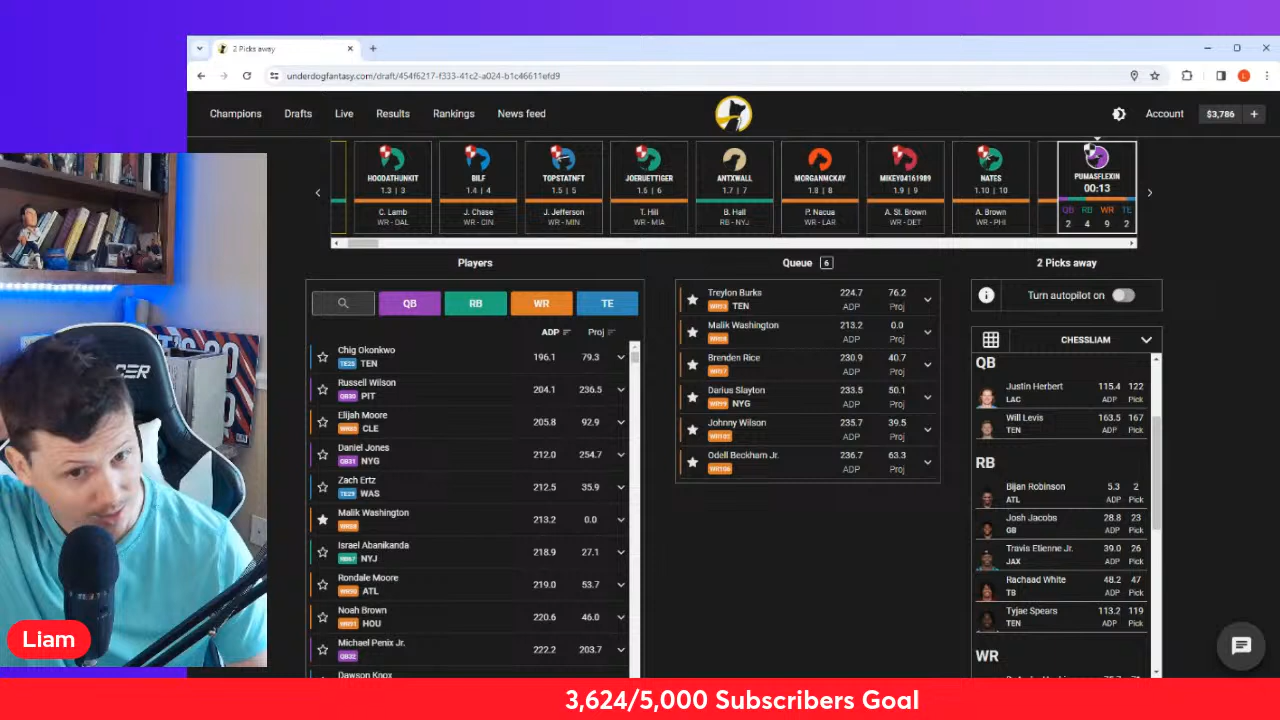 2 Picks away
underdogfantasy.com/draft/454f6217-f333-41c2-a024-b1c46611efd9
Champions Drafts Live Results Rankings News feed
Account $3,786 +
HOODATHUNKIT
1.3 | 3
C. Lamb
WR - DAL
BILF
1.4 | 4
J. Chase
WR - CIN
TOPSTATNFT
1.5 | 5
J. Jefferson
WR - MIN
JOERUETTIGER
1.6 | 6
T. Hill
WR - MIA
ANTXWALL
1.7 | 7
B. Hall
RB - NYJ
MORGANMCKAY
1.8 | 8
P. Nacua
WR - LAR
MIKEY04161989
1.9 | 9
A. St. Brown
WR - DET
NATES
1.10 | 10
A. Brown
WR - PHI
PUMASFLEXIN
00:13
QB RB WR TE
2 4 9 2
Players
QB RB WR TE
ADP Proj
Chig Okonkwo 196.1 79.3
TEN
Russell Wilson 204.1 236.5
PIT
Elijah Moore 205.8 92.9
CLE
Daniel Jones 212.0 254.7
NYG
Zach Ertz 212.5 35.9
WAS
Malik Washington 213.2 0.0
Israel Abanikanda 218.9 27.1
NYJ
Rondale Moore 219.0 53.7
ATL
Noah Brown 220.6 46.0
HOU
Michael Penix Jr. 222.2 203.7
Dawson Knox
Queue 6
Treylon Burks 224.7 76.2
TEN ADP Proj
Malik Washington 213.2 0.0
ADP Proj
Brenden Rice 230.9 40.7
ADP Proj
Darius Slayton 233.5 50.1
NYG ADP Proj
Johnny Wilson 235.7 39.5
ADP Proj
Odell Beckham Jr. 236.7 63.3
ADP Proj
2 Picks away
Turn autopilot on
CHESSLIAM
QB
Justin Herbert 115.4 122
LAC ADP Pick
Will Levis 163.5 167
TEN ADP Pick
RB
Bijan Robinson 5.3 2
ATL ADP Pick
Josh Jacobs 28.8 23
GB ADP Pick
Travis Etienne Jr. 39.0 26
JAX ADP Pick
Rachaad White 48.2 47
TB ADP Pick
Tyjae Spears 113.2 119
TEN ADP Pick
WR
Liam
3,624/5,000 Subscribers Goal